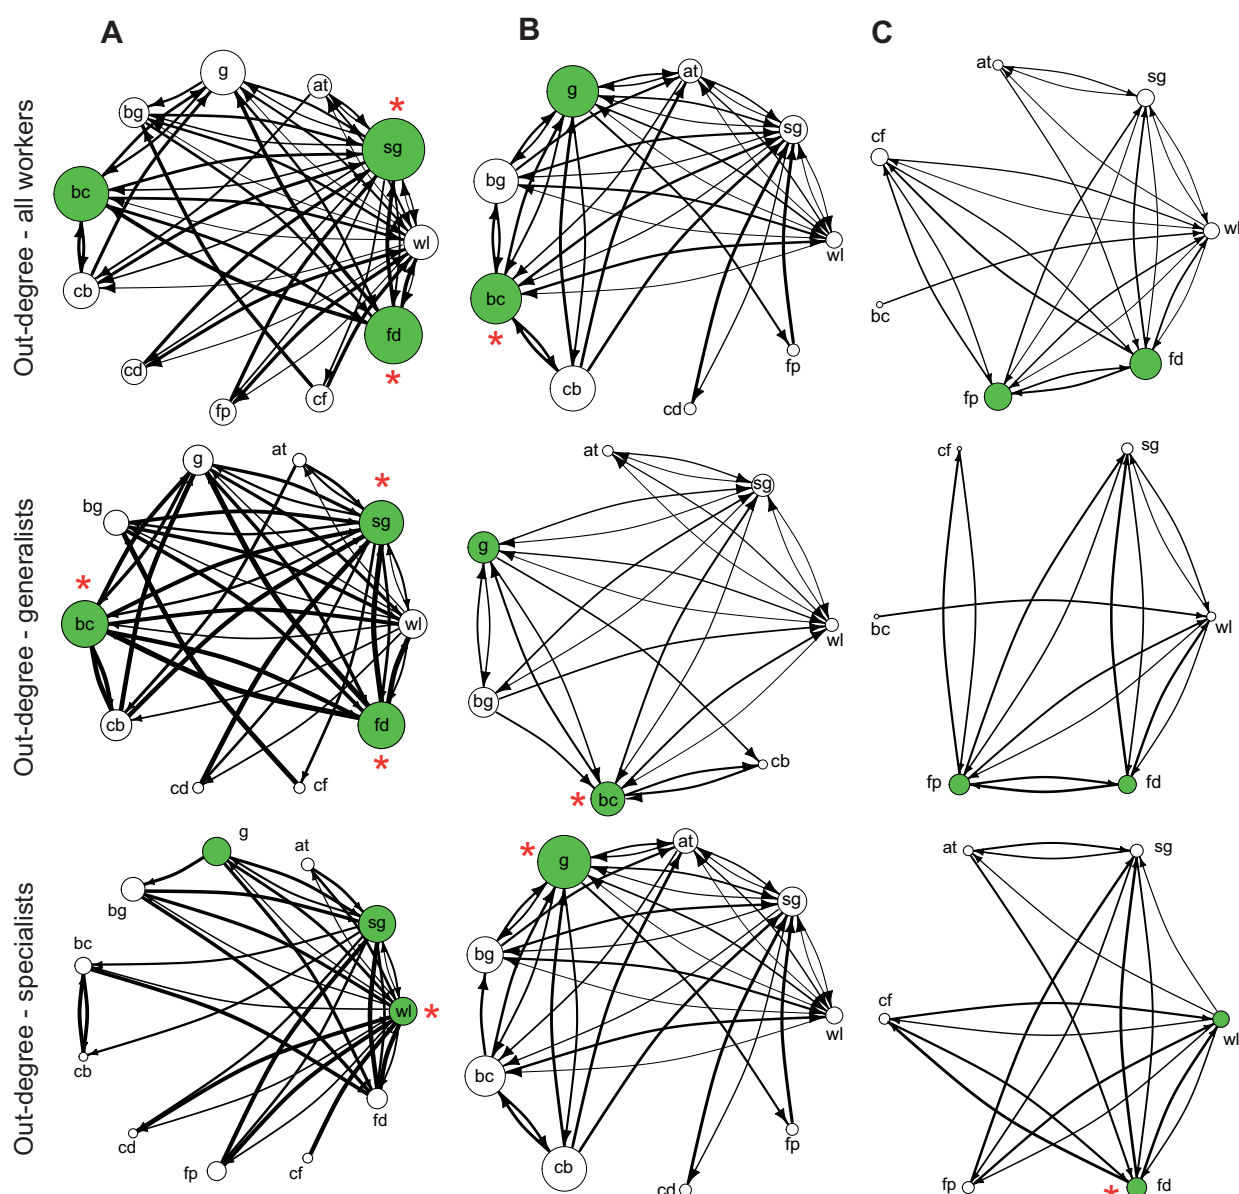 A B C
Out-degree - all workers
g
at
bg
*
sg
bc
wl
cb
fd
*
cd
fp
cf
g
at
sg
bg
wl
bc
*
cb
fp
cd
at
sg
cf
wl
bc
fd
fp
Out-degree - generalists
g
at
*
bg
sg
*
bc
wl
cb
fd
*
cd
cf
at
sg
g
wl
bg
cb
* bc
cf
sg
bc
wl
fp
fd
Out-degree - specialists
g
at
bg
sg
bc
wl *
cb
fd
cd
fp
cf
* g
at
sg
bg
wl
bc
fp
cb
cd
at
sg
cf
wl
fp
* fd